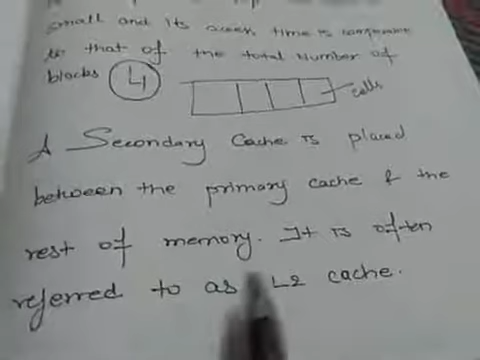 small and its access time is comparable
to that of the total number of
blocks 4
cells
A Secondary Cache is placed
between the primary cache & the
rest of memory. It is often
referred to as L2 cache.